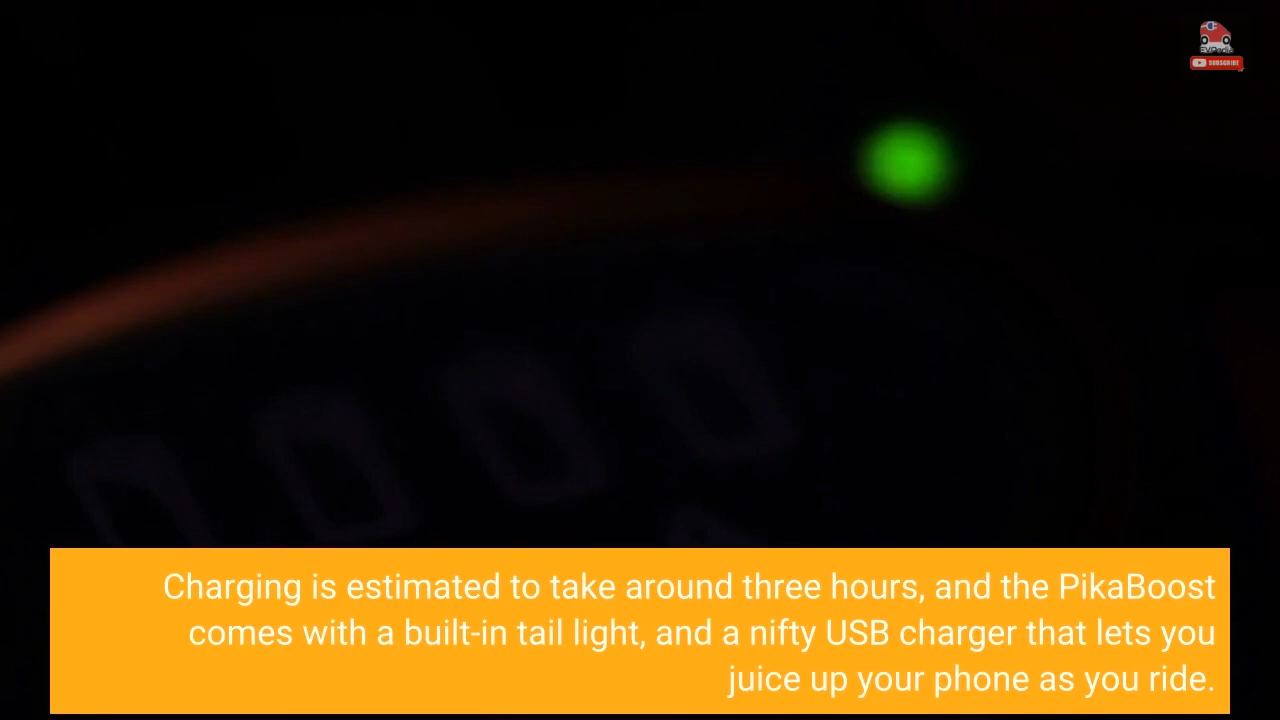 SUBSCRIBE
Charging is estimated to take around three hours, and the PikaBoost
comes with a built-in tail light, and a nifty USB charger that lets you
juice up your phone as you ride.